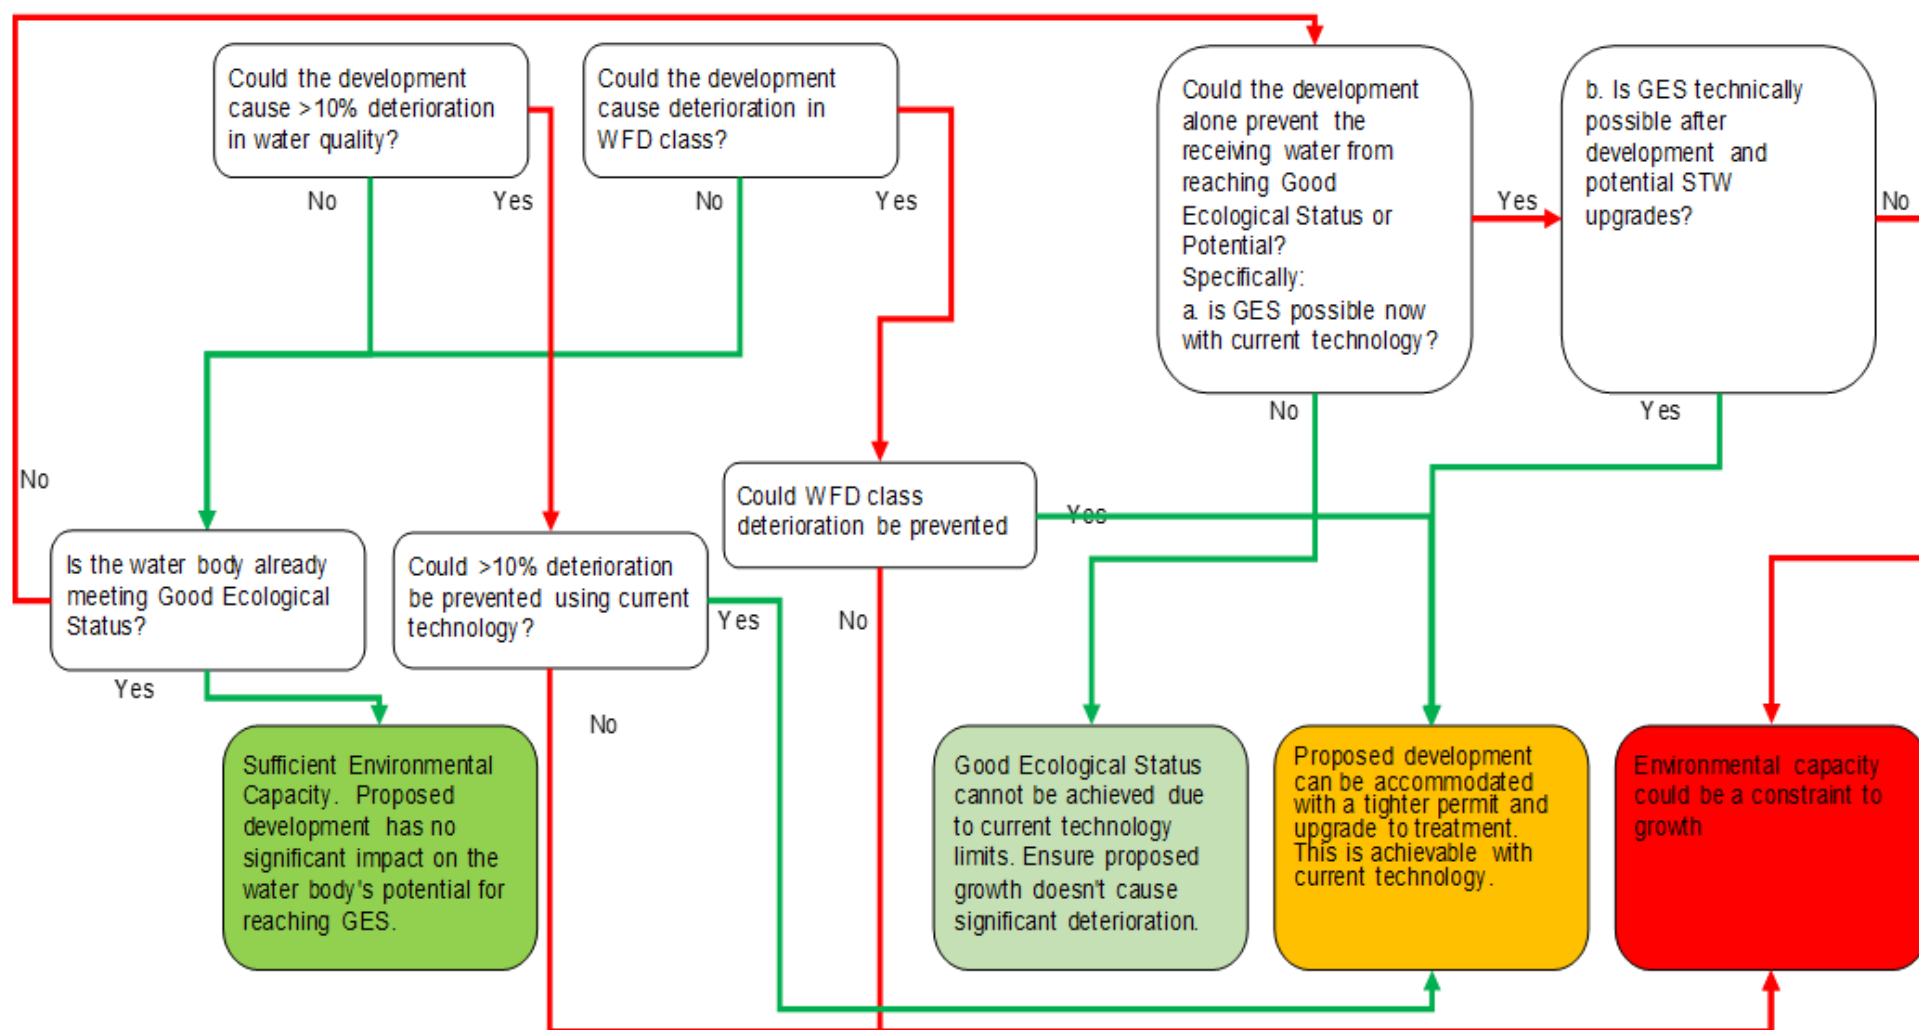 Could the development
cause >10% deterioration
in water quality?
No
Yes
Could the development
cause deterioration in
WFD class?
No
Yes
Could the development
alone prevent the
receiving water from
reaching Good
Ecological Status or
Potential?
Specifically:
a. is GES possible now
with current technology?
Yes
No
b. Is GES technically
possible after
development and
potential STW
upgrades?
No
Yes
No
Is the water body already
meeting Good Ecological
Status?
Yes
Could >10% deterioration
be prevented using current
technology?
Yes
No
Could WFD class
deterioration be prevented
Yes
No
Sufficient Environmental
Capacity. Proposed
development has no
significant impact on the
water body's potential for
reaching GES.
Good Ecological Status
cannot be achieved due
to current technology
limits. Ensure proposed
growth doesn't cause
significant deterioration.
Proposed development
can be accommodated
with a tighter permit and
upgrade to treatment.
This is achievable with
current technology.
Environmental capacity
could be a constraint to
growth